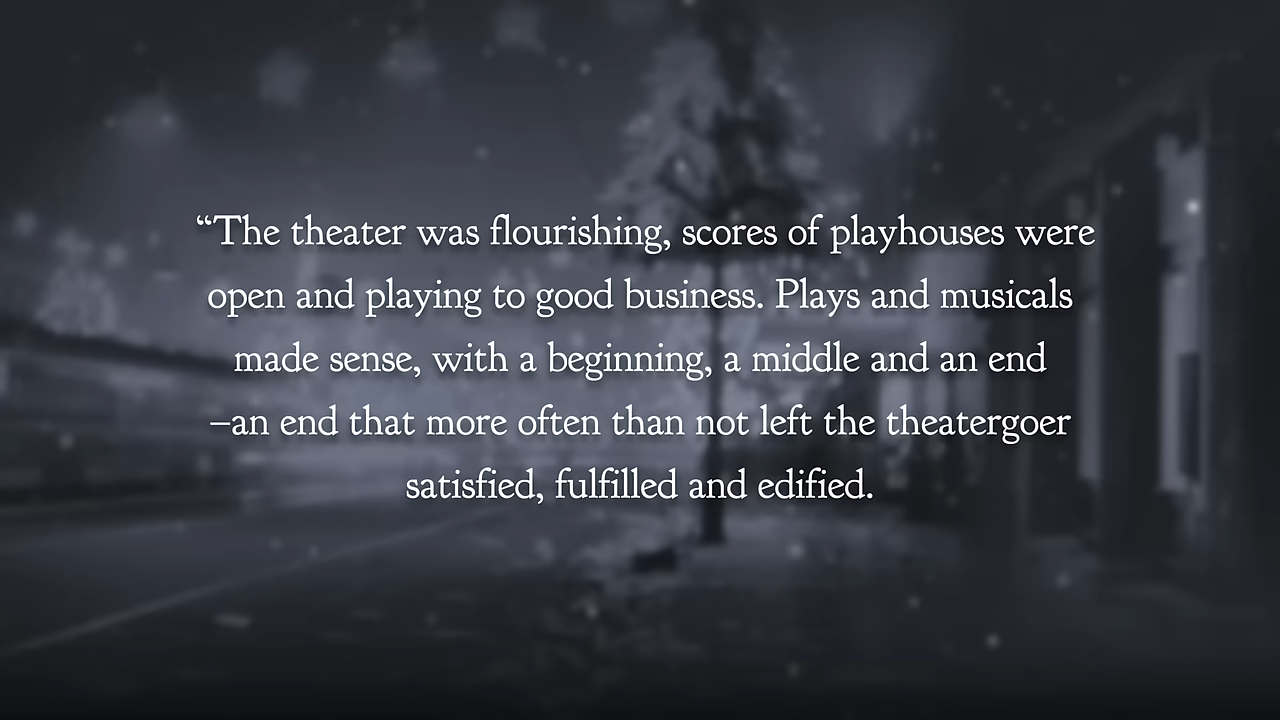 “The theater was flourishing, scores of playhouses were
open and playing to good business. Plays and musicals
made sense, with a beginning, a middle and an end
–an end that more often than not left the theatergoer
satisfied, fulfilled and edified.